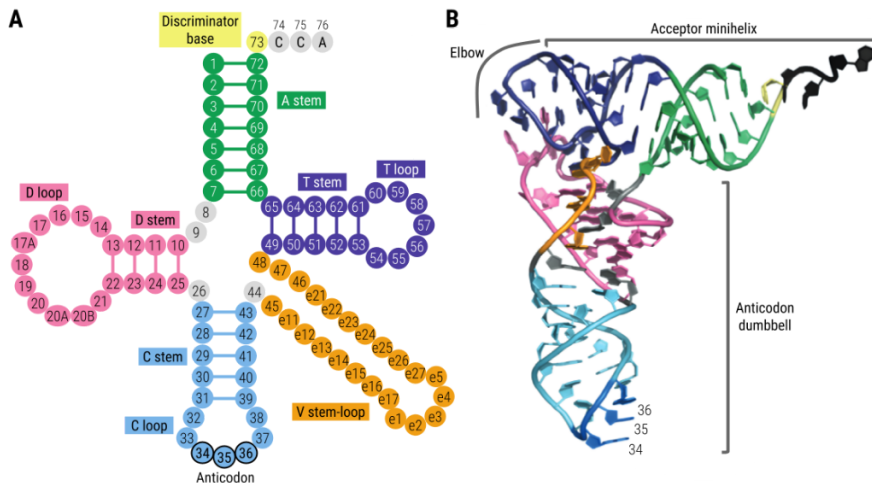 A
Discriminator
base
74 75 76
73 C C A
1 72
2 71
3 70
A stem
4 69
5 68
6 67
7 66
T stem
T loop
65 64 63 62 61
60 59 58 57 56 55 54
49 50 51 52 53
8
9
D loop
D stem
17A 17 16 15 14
13 12 11 10
18 19 20 20A 20B 21
22 23 24 25
26
44
27 43
28 42
C stem
29 41
30 40
31 39
C loop
32 38
33 37
34 35 36
Anticodon
48 47 46 e21 e22 e23 e24 e25 e26 e27 e5
45 e11 e12 e13 e14 e15 e16 e17 e1 e2 e3 e4
V stem-loop
B
Acceptor minihelix
Elbow
Anticodon
dumbbell
36
35
34